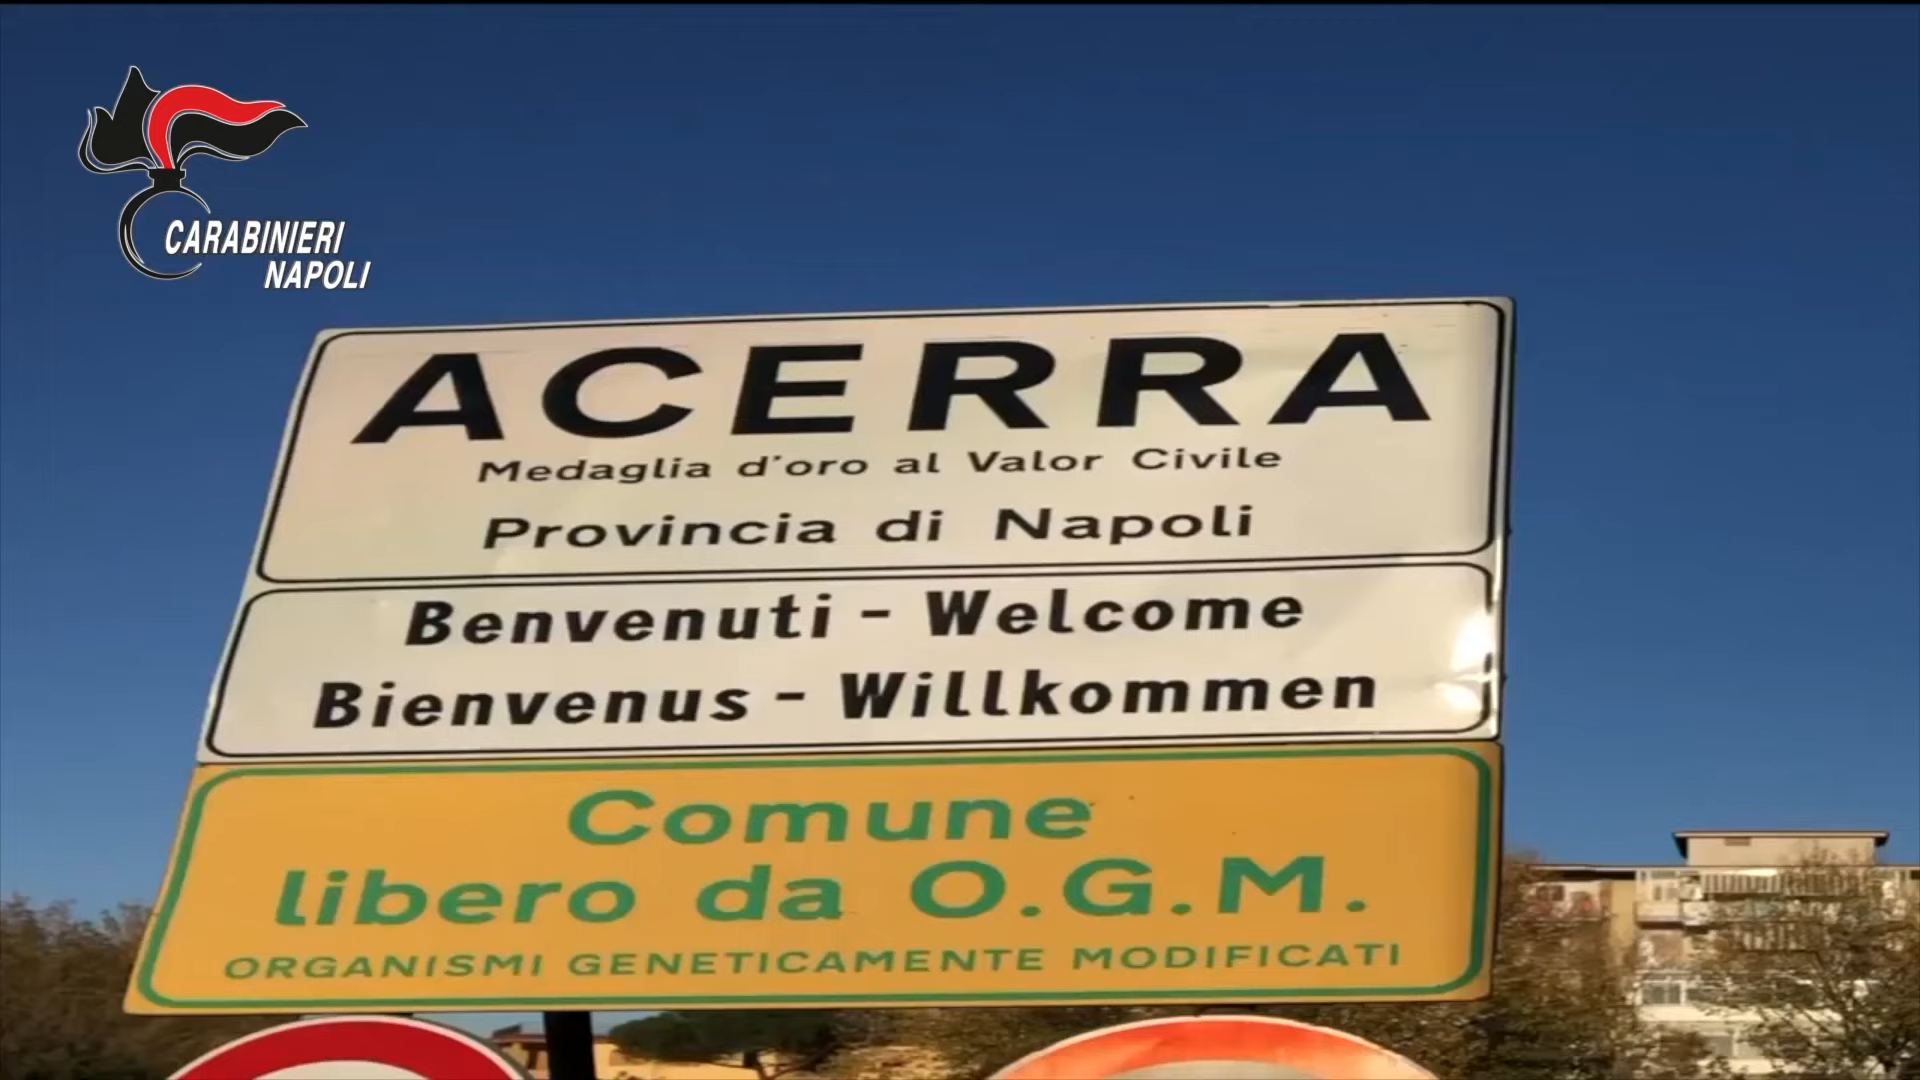 CARABINIERI
NAPOLI
ACERRA
Medaglia d'oro al Valor Civile
Provincia di Napoli
Benvenuti - Welcome
Bienvenus - Willkommen
Comune
libero da O.G.M.
ORGANISMI GENETICAMENTE MODIFICATI